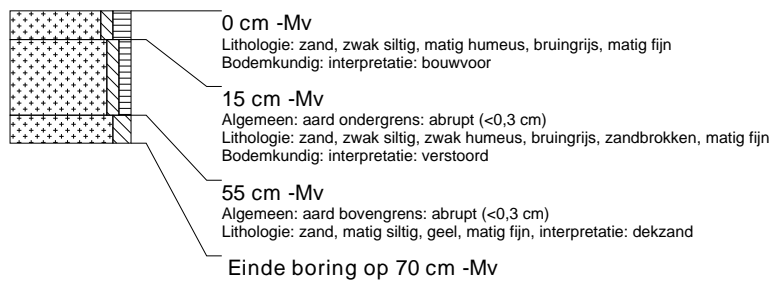 0 cm -Mv
Lithologie: zand, zwak siltig, matig humeus, bruingrijs, matig fijn
Bodemkundig: interpretatie: bouwvoor
15 cm -Mv
Algemeen: aard ondergrens: abrupt (<0,3 cm)
Lithologie: zand, zwak siltig, zwak humeus, bruingrijs, zandbrokken, matig fijn
Bodemkundig: interpretatie: verstoord
55 cm -Mv
Algemeen: aard bovengrens: abrupt (<0,3 cm)
Lithologie: zand, matig siltig, geel, matig fijn, interpretatie: dekzand
Einde boring op 70 cm -Mv